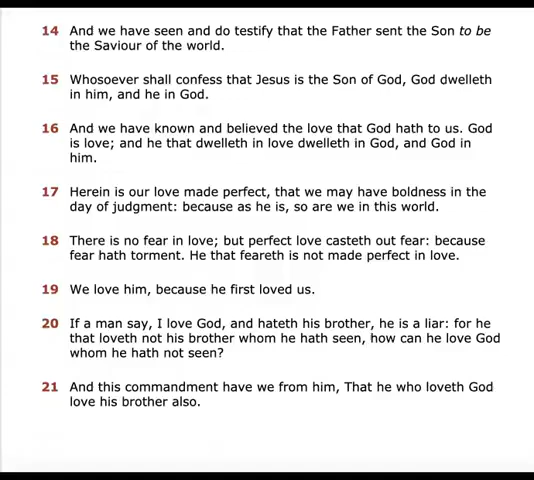 14 And we have seen and do testify that the Father sent the Son to be
the Saviour of the world.
15 Whosoever shall confess that Jesus is the Son of God, God dwelleth
in him, and he in God.
16 And we have known and believed the love that God hath to us. God
is love; and he that dwelleth in love dwelleth in God, and God in
him.
17 Herein is our love made perfect, that we may have boldness in the
day of judgment: because as he is, so are we in this world.
18 There is no fear in love; but perfect love casteth out fear: because
fear hath torment. He that feareth is not made perfect in love.
19 We love him, because he first loved us.
20 If a man say, I love God, and hateth his brother, he is a liar: for he
that loveth not his brother whom he hath seen, how can he love God
whom he hath not seen?
21 And this commandment have we from him, That he who loveth God
love his brother also.